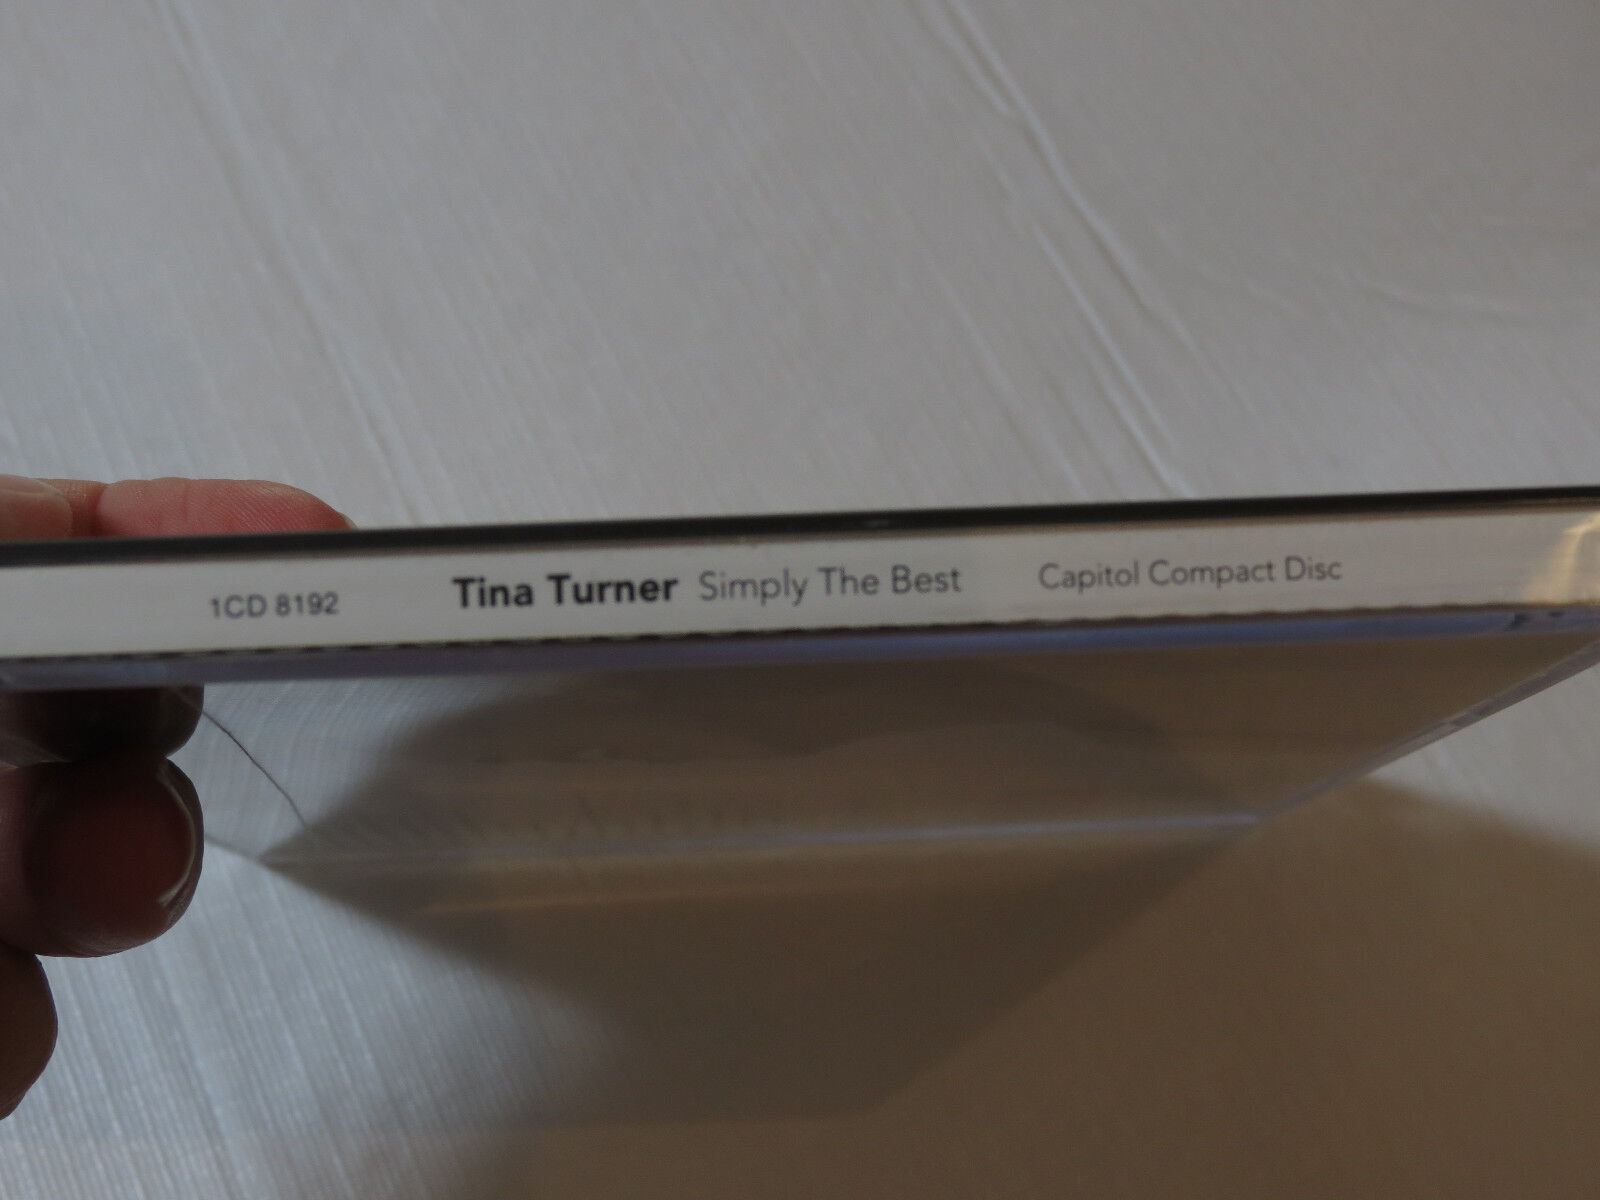 1CD 8192 Tina Turner Simply The Best Capitol Compact Disc